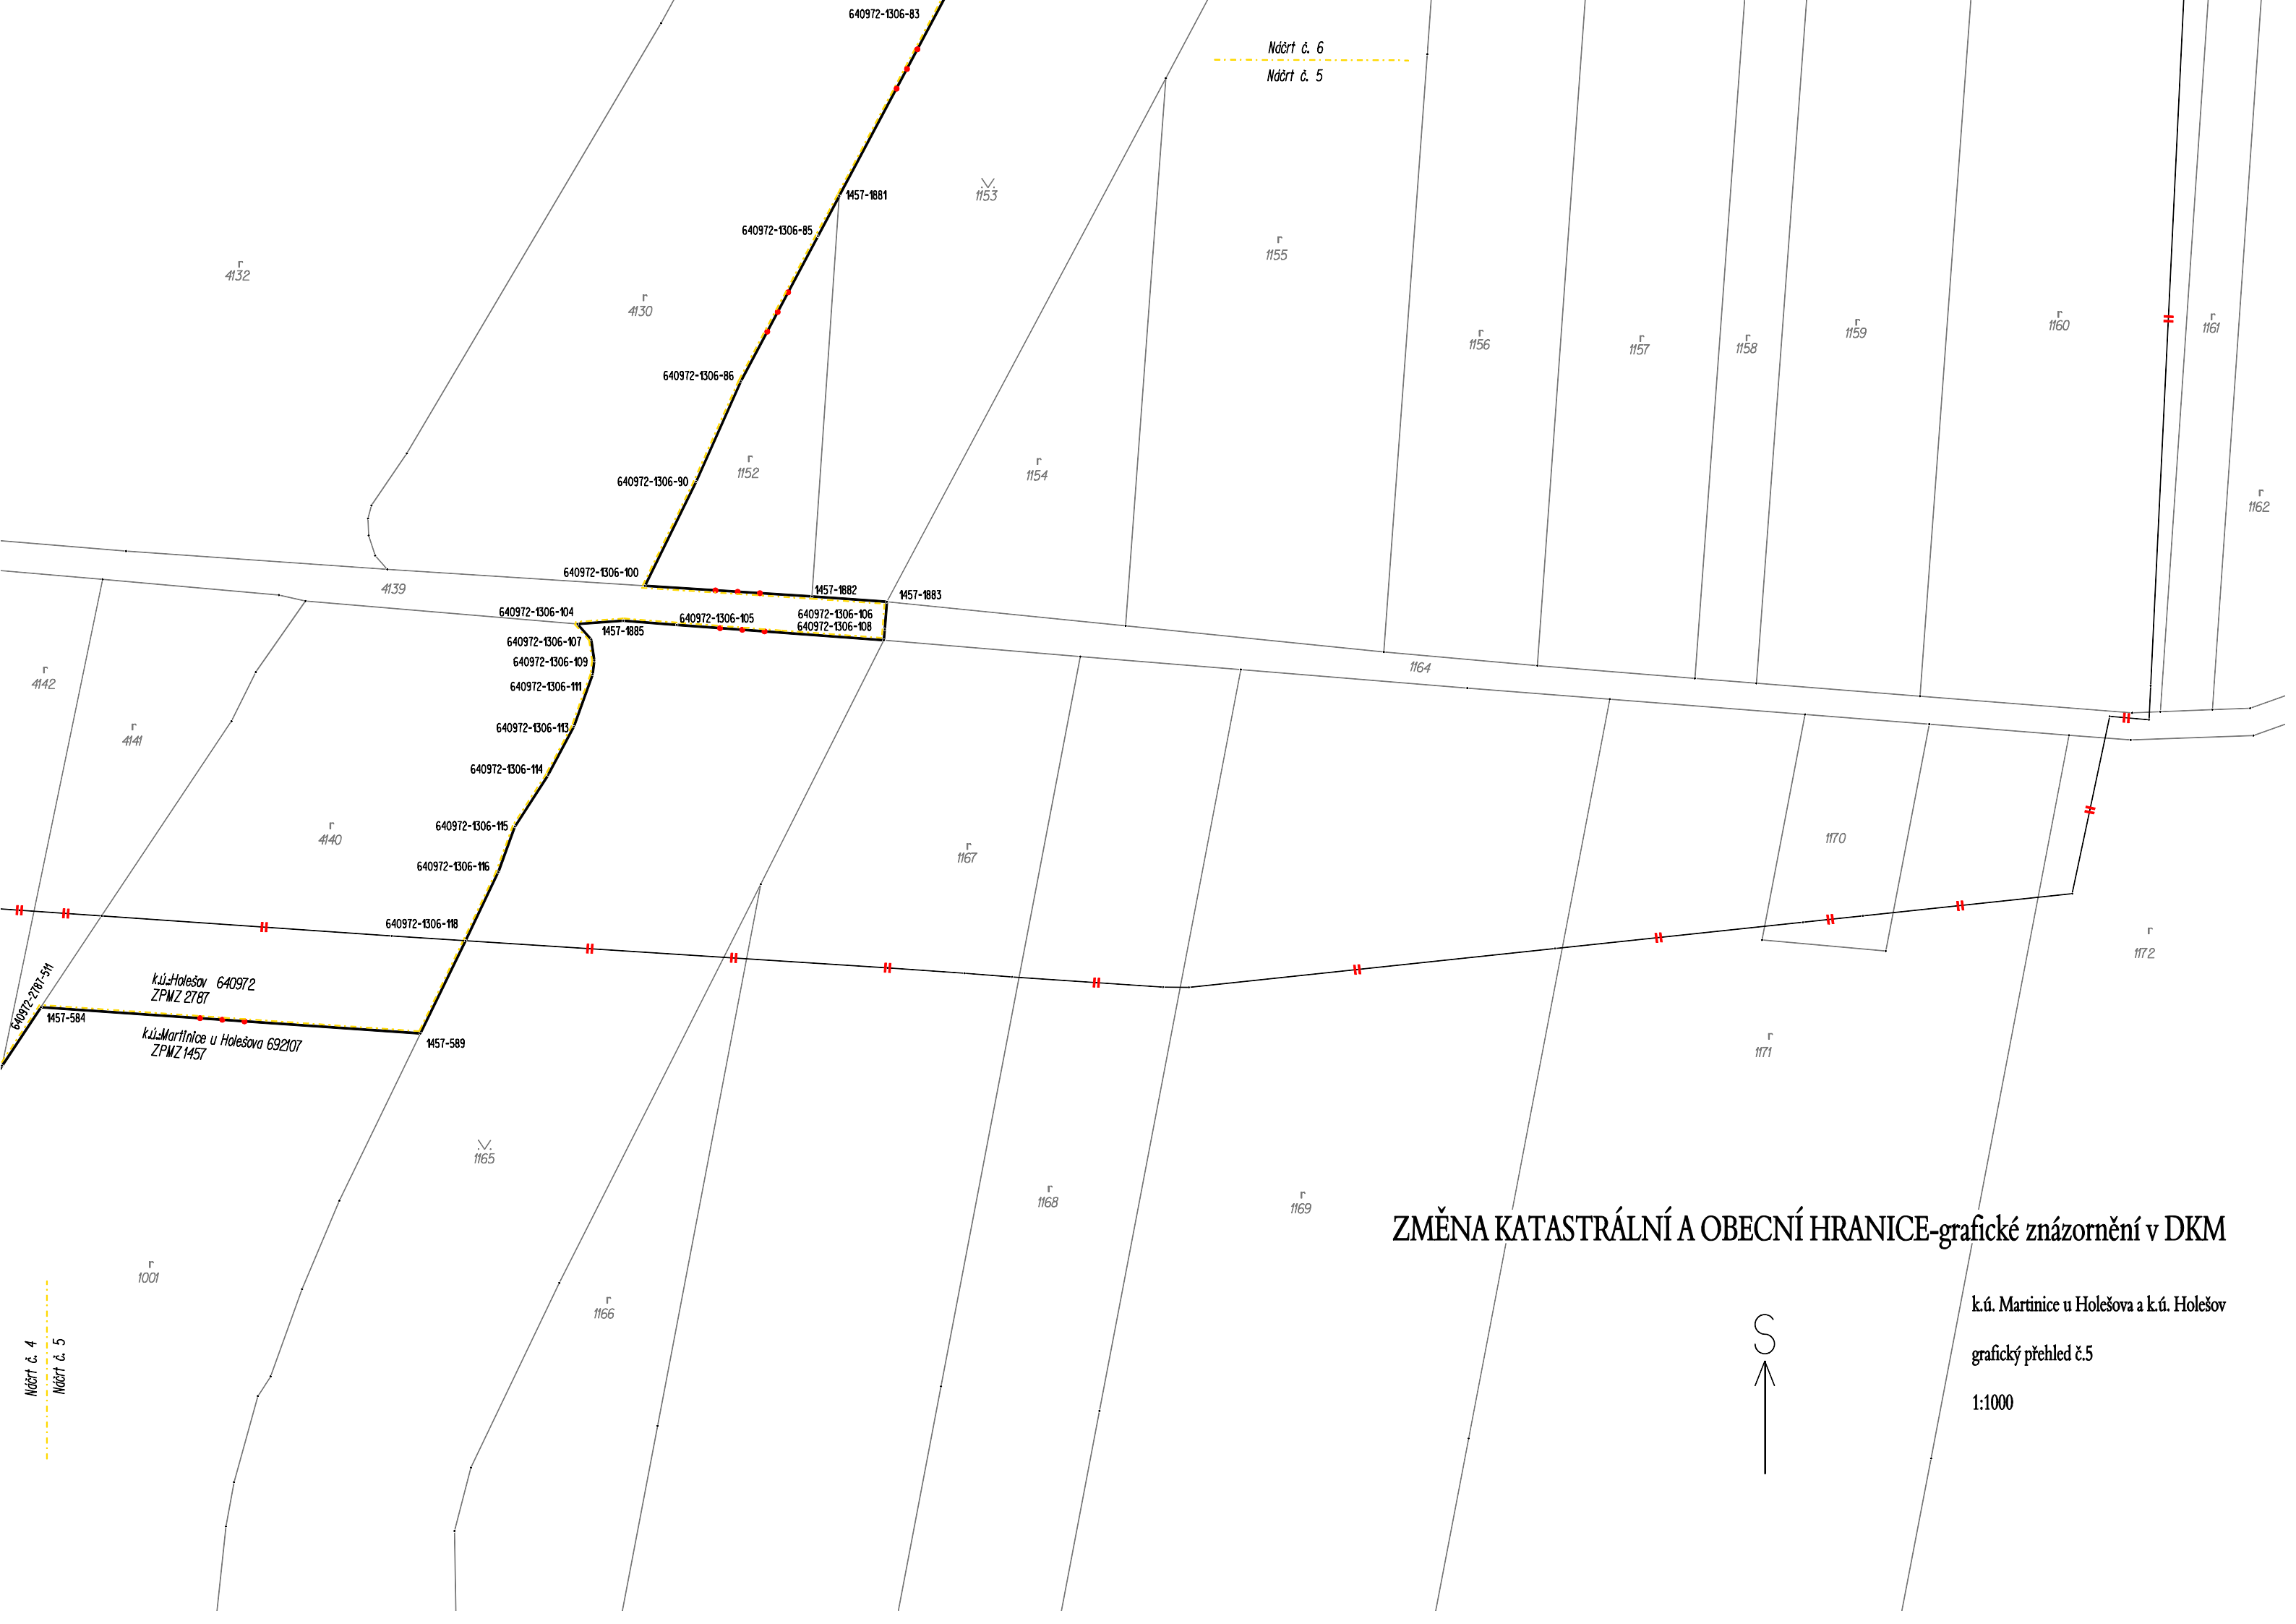 640972-1306-83
Náčrt č. 6
Náčrt č. 5
1457-1881
V
1153
640972-1306-85
r
1155
r
4132
r
4130
r
1156
r
1157
r
1158
r
1159
r
1160
r
1161
640972-1306-86
r
1152
640972-1306-90
r
1154
r
1162
640972-1306-100
4139
1457-1882
1457-1883
640972-1306-104
640972-1306-105
640972-1306-106
640972-1306-108
1457-1885
640972-1306-107
640972-1306-109
1164
r
4142
640972-1306-111
r
4141
640972-1306-113
640972-1306-114
r
4140
640972-1306-115
640972-1306-116
r
1167
1170
640972-1306-118
r
1172
640972-2787-511
k.ú.:Holešov 640972
ZPMZ 2787
1457-584
k.ú.:Martinice u Holešova 692107
ZPMZ 1457
1457-589
r
1171
V
1165
r
1168
r
1169
ZMĚNA KATASTRÁLNÍ A OBECNÍ HRANICE-grafické znázornění v DKM
r
1001
r
1166
k.ú. Martinice u Holešova a k.ú. Holešov
S
grafický přehled č.5
1:1000
Náčrt č. 4
Náčrt č. 5